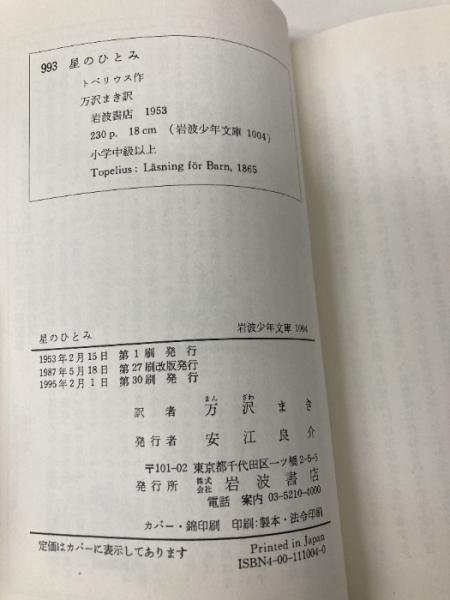 993 星のひとみ
トペリウス作
万沢まき訳
岩波書店 1953
230 p. 18 cm (岩波少年文庫 1004)
小学中級以上
Topelius: Läsning för Barn, 1865
星のひとみ 岩波少年文庫 1004
1953年2月15日 第1刷発行
1987年5月18日 第27刷改版発行
1995年2月1日 第30刷発行
まん ざわ
訳者 万沢まき
発行者 安江良介
〒101-02 東京都千代田区一ツ橋2-5-5
発行所 株式会社 岩波書店
電話 案内 03-5210-4000
カバー・錦印刷 印刷:製本・法令印刷
定価はカバーに表示してあります
Printed in Japan
ISBN4-00-111004-0